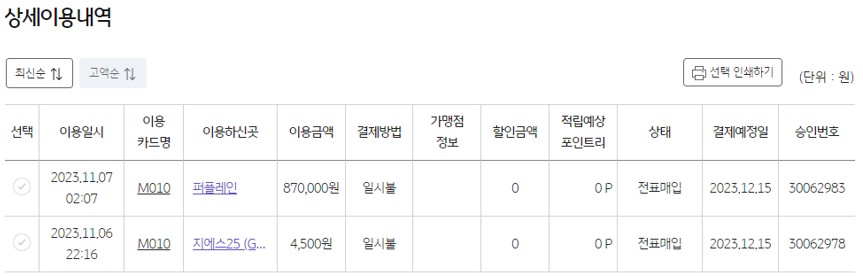 상세이용내역
최신순 고액순 선택 인쇄하기 (단위 : 원)
선택 이용일시 이용 카드명 이용하신곳 이용금액 결제방법 가맹점 정보 할인금액 적립예상 포인트리 상태 결제예정일 승인번호
2023.11.07 02:07 M010 퍼플레인 870,000원 일시불 0 0 P 전표매입 2023.12.15 30062983
2023.11.06 22:16 M010 지에스25 (G... 4,500원 일시불 0 0 P 전표매입 2023.12.15 30062978